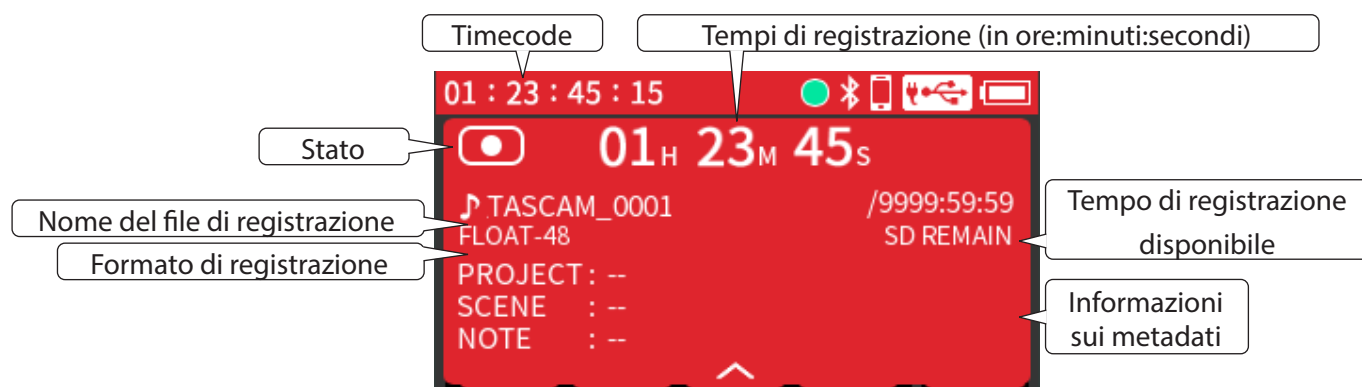 Timecode
Tempi di registrazione (in ore:minuti:secondi)
01 : 23 : 45 : 15
Stato
01H 23M 45S
TASCAM_0001
/9999:59:59
Nome del file di registrazione
FLOAT-48
SD REMAIN
Tempo di registrazione
disponibile
Formato di registrazione
PROJECT : --
SCENE : --
NOTE : --
Informazioni
sui metadati